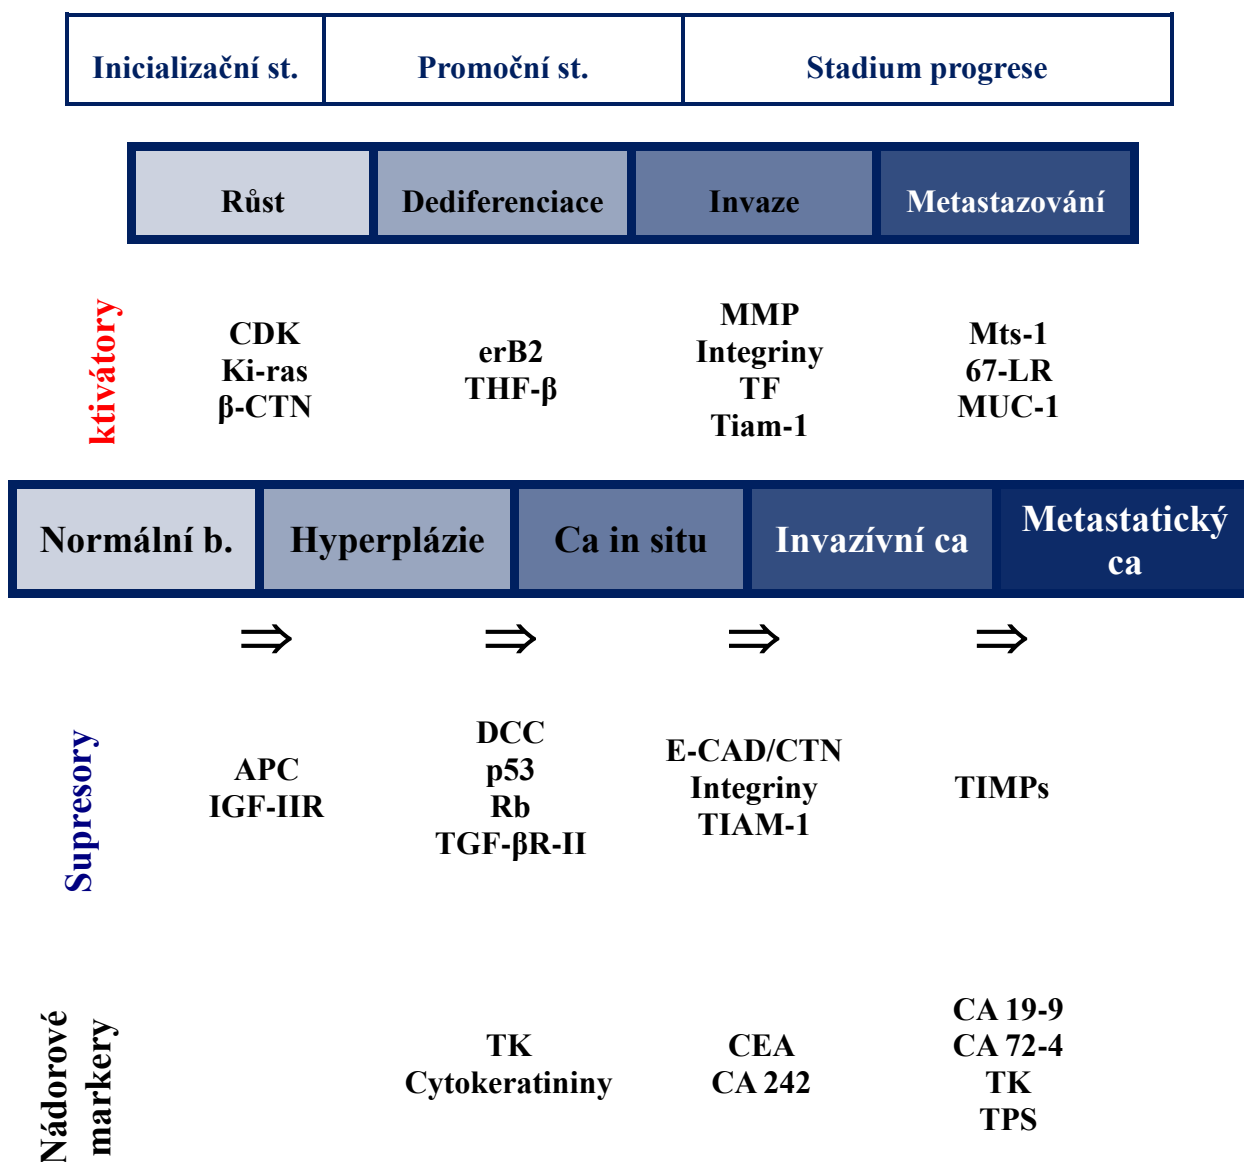 Inicializační st.
Promoční st.
Stadium progrese
Růst
Dediferenciace
Invaze
Metastazování
ktivátory
CDK
Ki-ras
β-CTN
erB2
THF-β
MMP
Integriny
TF
Tiam-1
Mts-1
67-LR
MUC-1
Normální b.
Hyperplázie
Ca in situ
Invazívní ca
Metastatický
ca
⇒ ⇒ ⇒ ⇒
Supresory
APC
IGF-IIR
DCC
p53
Rb
TGF-βR-II
E-CAD/CTN
Integriny
TIAM-1
TIMPs
Nádorové
markery
TK
Cytokeratininy
CEA
CA 242
CA 19-9
CA 72-4
TK
TPS